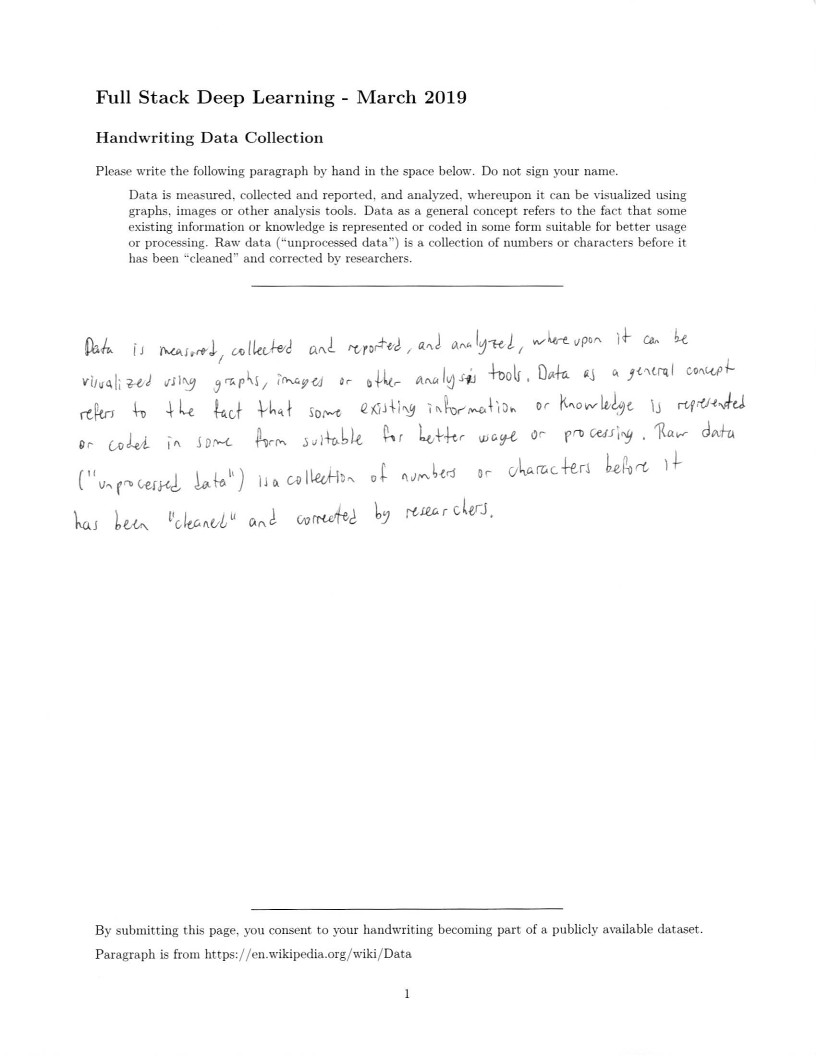 Full Stack Deep Learning - March 2019
Handwriting Data Collection
Please write the following paragraph by hand in the space below. Do not sign your name.
Data is measured, collected and reported, and analyzed, whereupon it can be visualized using
graphs, images or other analysis tools. Data as a general concept refers to the fact that some
existing information or knowledge is represented or coded in some form suitable for better usage
or processing. Raw data (“unprocessed data”) is a collection of numbers or characters before it
has been “cleaned” and corrected by researchers.
Data is measured, collected and reported, and analyzed, whereupon it can be
visualized using graphs, images or other analysis tools. Data as a general concept
refers to the fact that some existing information or knowledge is represented
or coded in some form suitable for better usage or processing. Raw data
("unprocessed data") is a collection of numbers or characters before it
has been "cleaned" and corrected by researchers.
By submitting this page, you consent to your handwriting becoming part of a publicly available dataset.
Paragraph is from https://en.wikipedia.org/wiki/Data
1